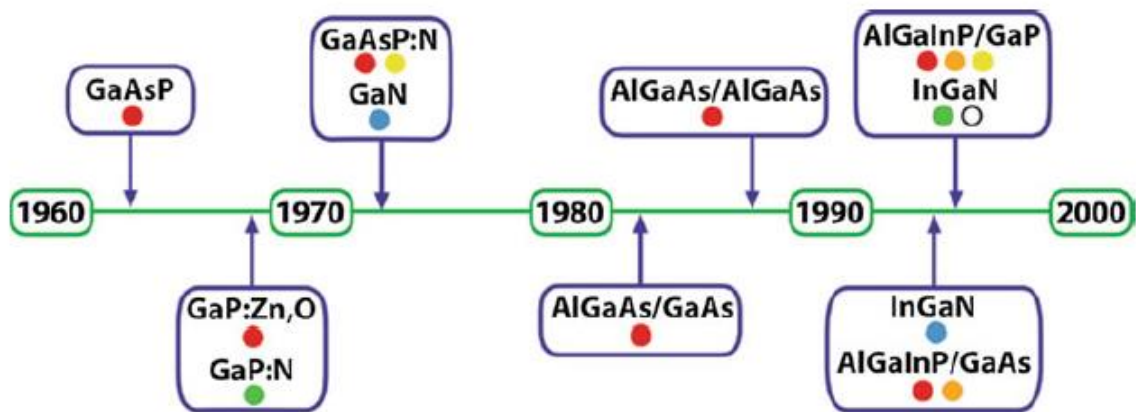 GaAsP
GaAsP:N
GaN
AlGaAs/AlGaAs
AlGaInP/GaP
InGaN
1960
1970
1980
1990
2000
GaP:Zn,O
GaP:N
AlGaAs/GaAs
InGaN
AlGaInP/GaAs